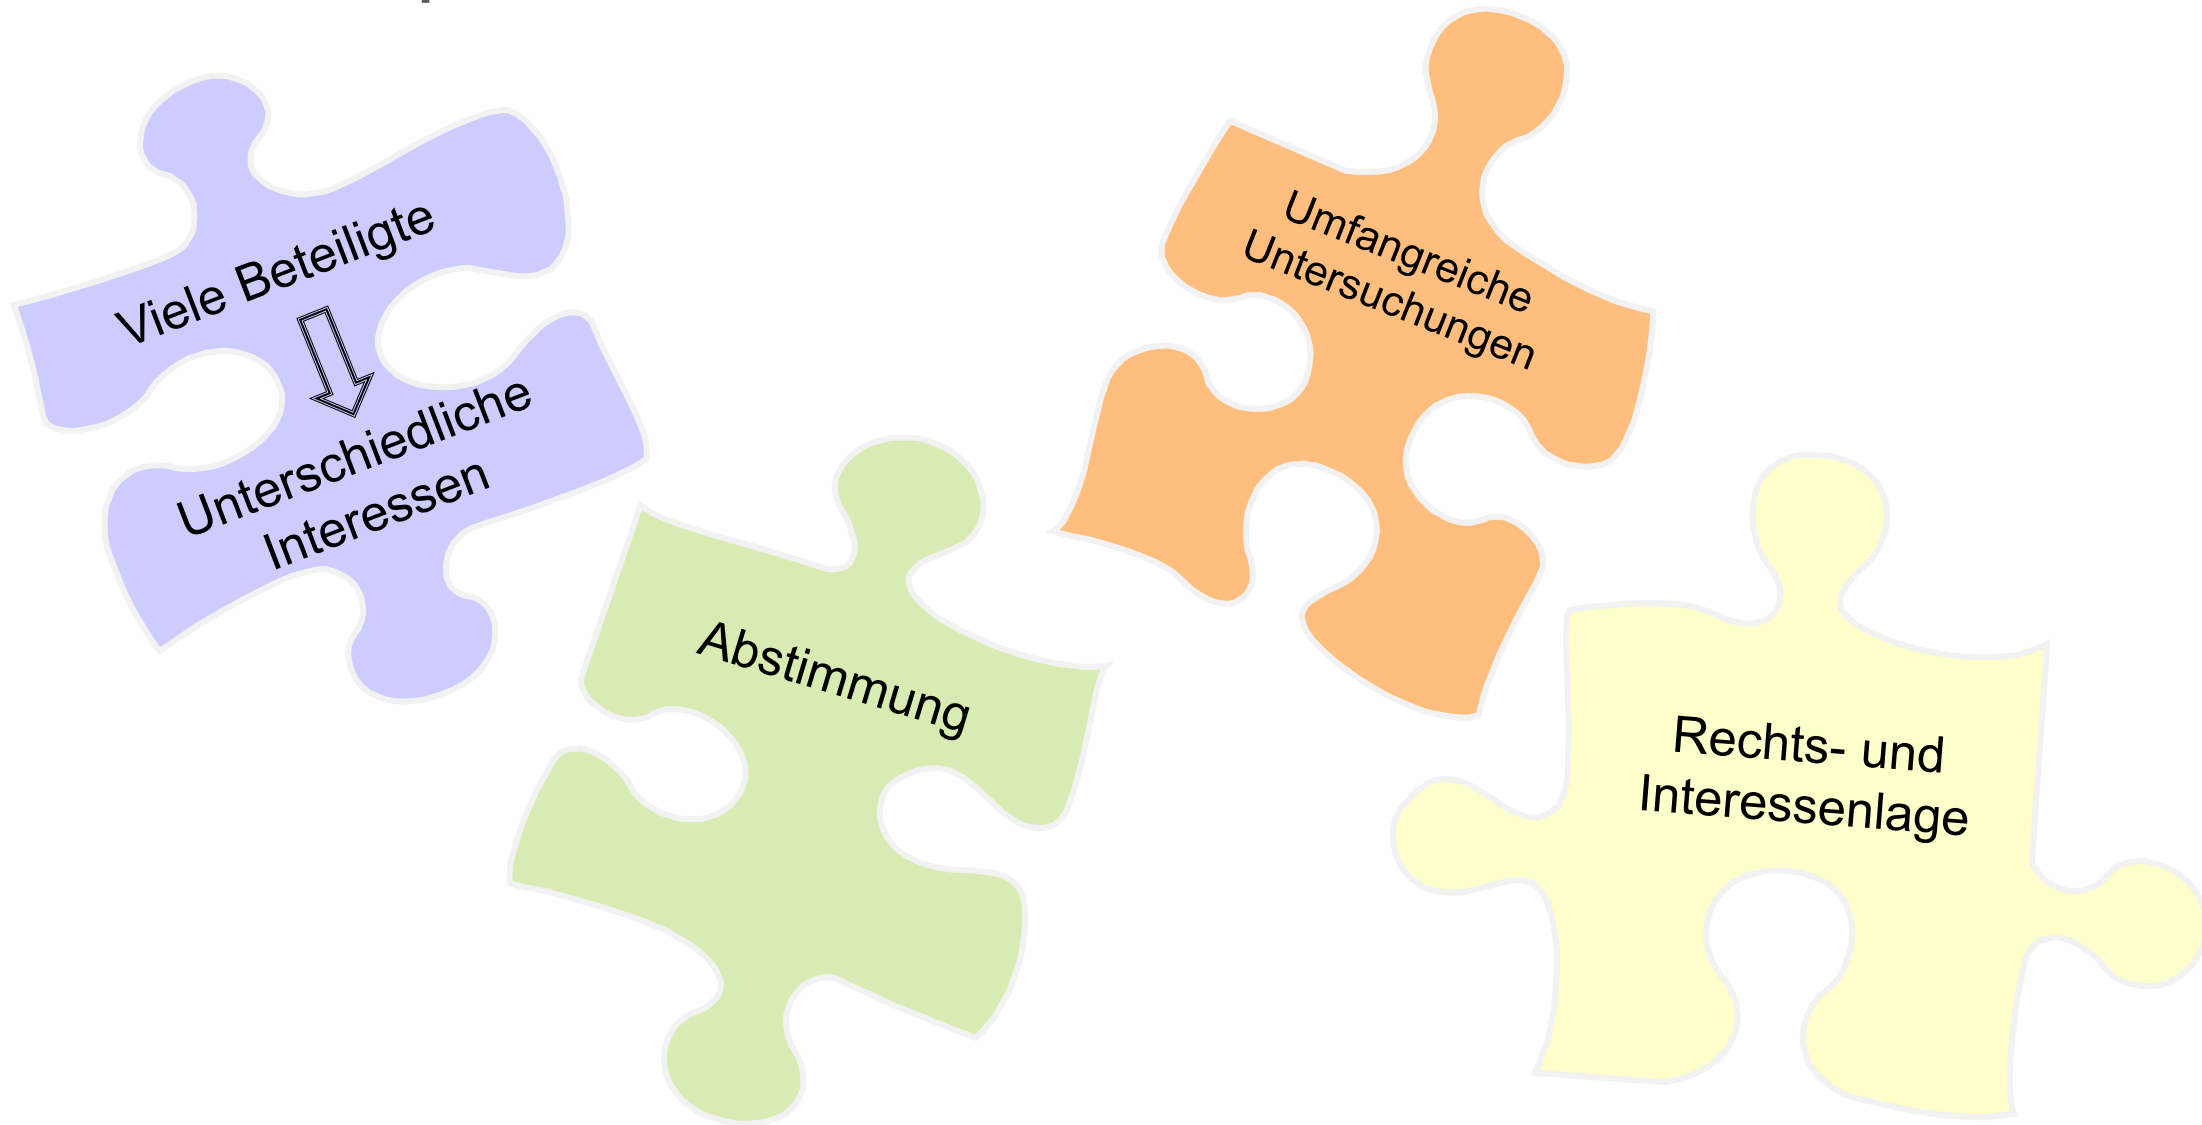 Viele Beteiligte
Unterschiedliche
Interessen
Abstimmung
Umfangreiche
Untersuchungen
Rechts- und
Interessenlage